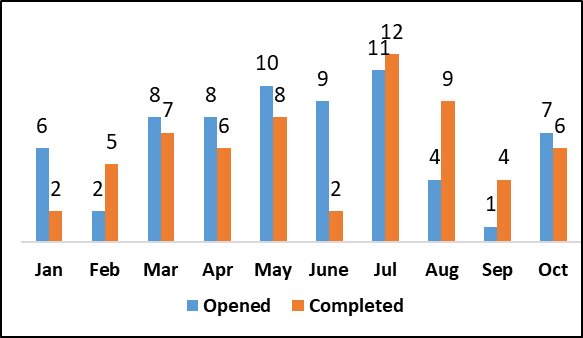 6 2 2 5 8 7 8 6 10 8 9 2 11 12 4 9 1 4 7 6
Jan Feb Mar Apr May June Jul Aug Sep Oct
Opened Completed